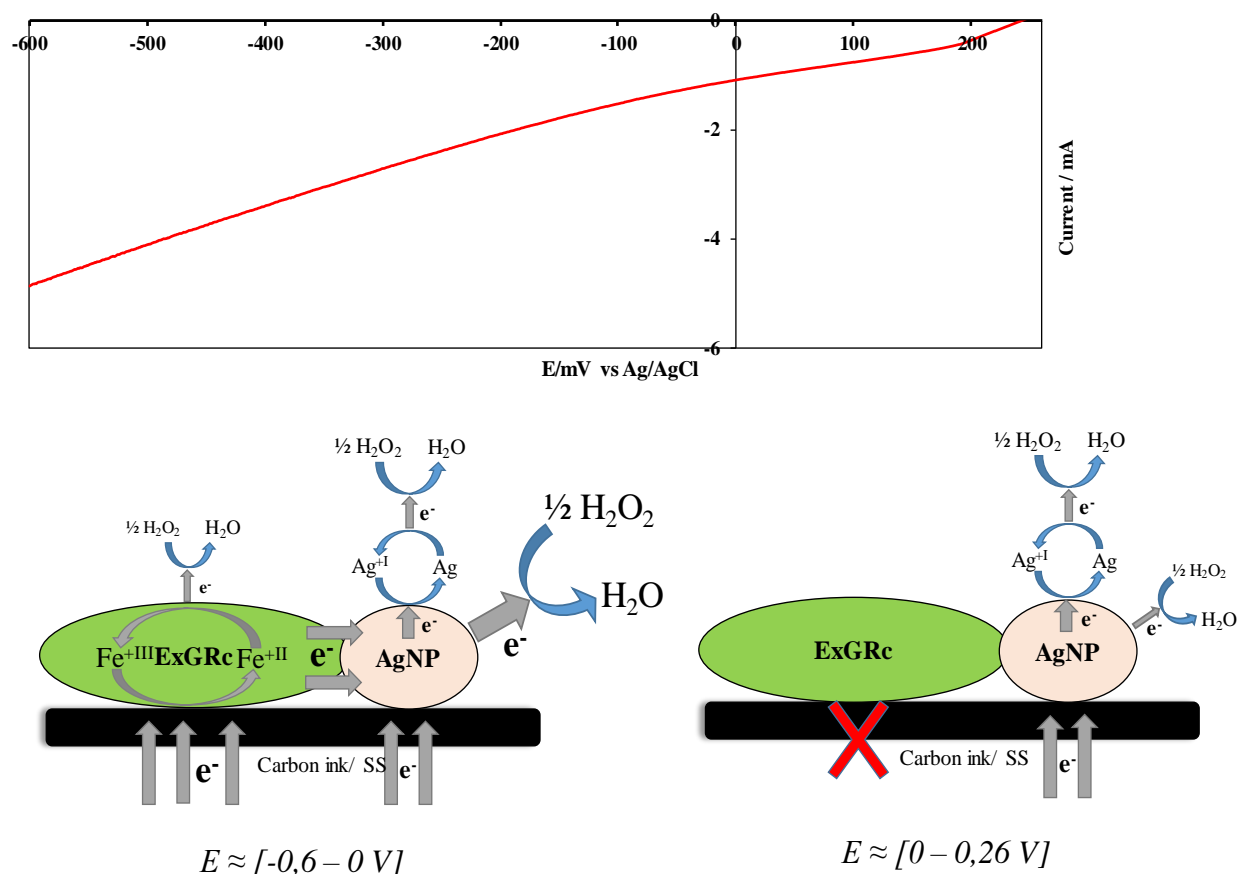 -600 -500 -400 -300 -200 -100 0 100 200
0
-2
-4
-6
Current / mA
E/mV vs Ag/AgCl
½ H₂O₂ H₂O
e⁻
Ag⁺ᴵ Ag
e⁻
AgNP
½ H₂O₂ H₂O
e⁻
Fe⁺ᴵᴵᴵ ExGRc Fe⁺ᴵᴵ
e⁻
½ H₂O₂
H₂O
e⁻
Carbon ink/ SS
e⁻
e⁻
E ≈ [-0,6 – 0 V]
½ H₂O₂ H₂O
e⁻
Ag⁺ᴵ Ag
e⁻
½ H₂O₂
H₂O
e⁻
ExGRc
AgNP
Carbon ink/ SS
e⁻
E ≈ [0 – 0,26 V]